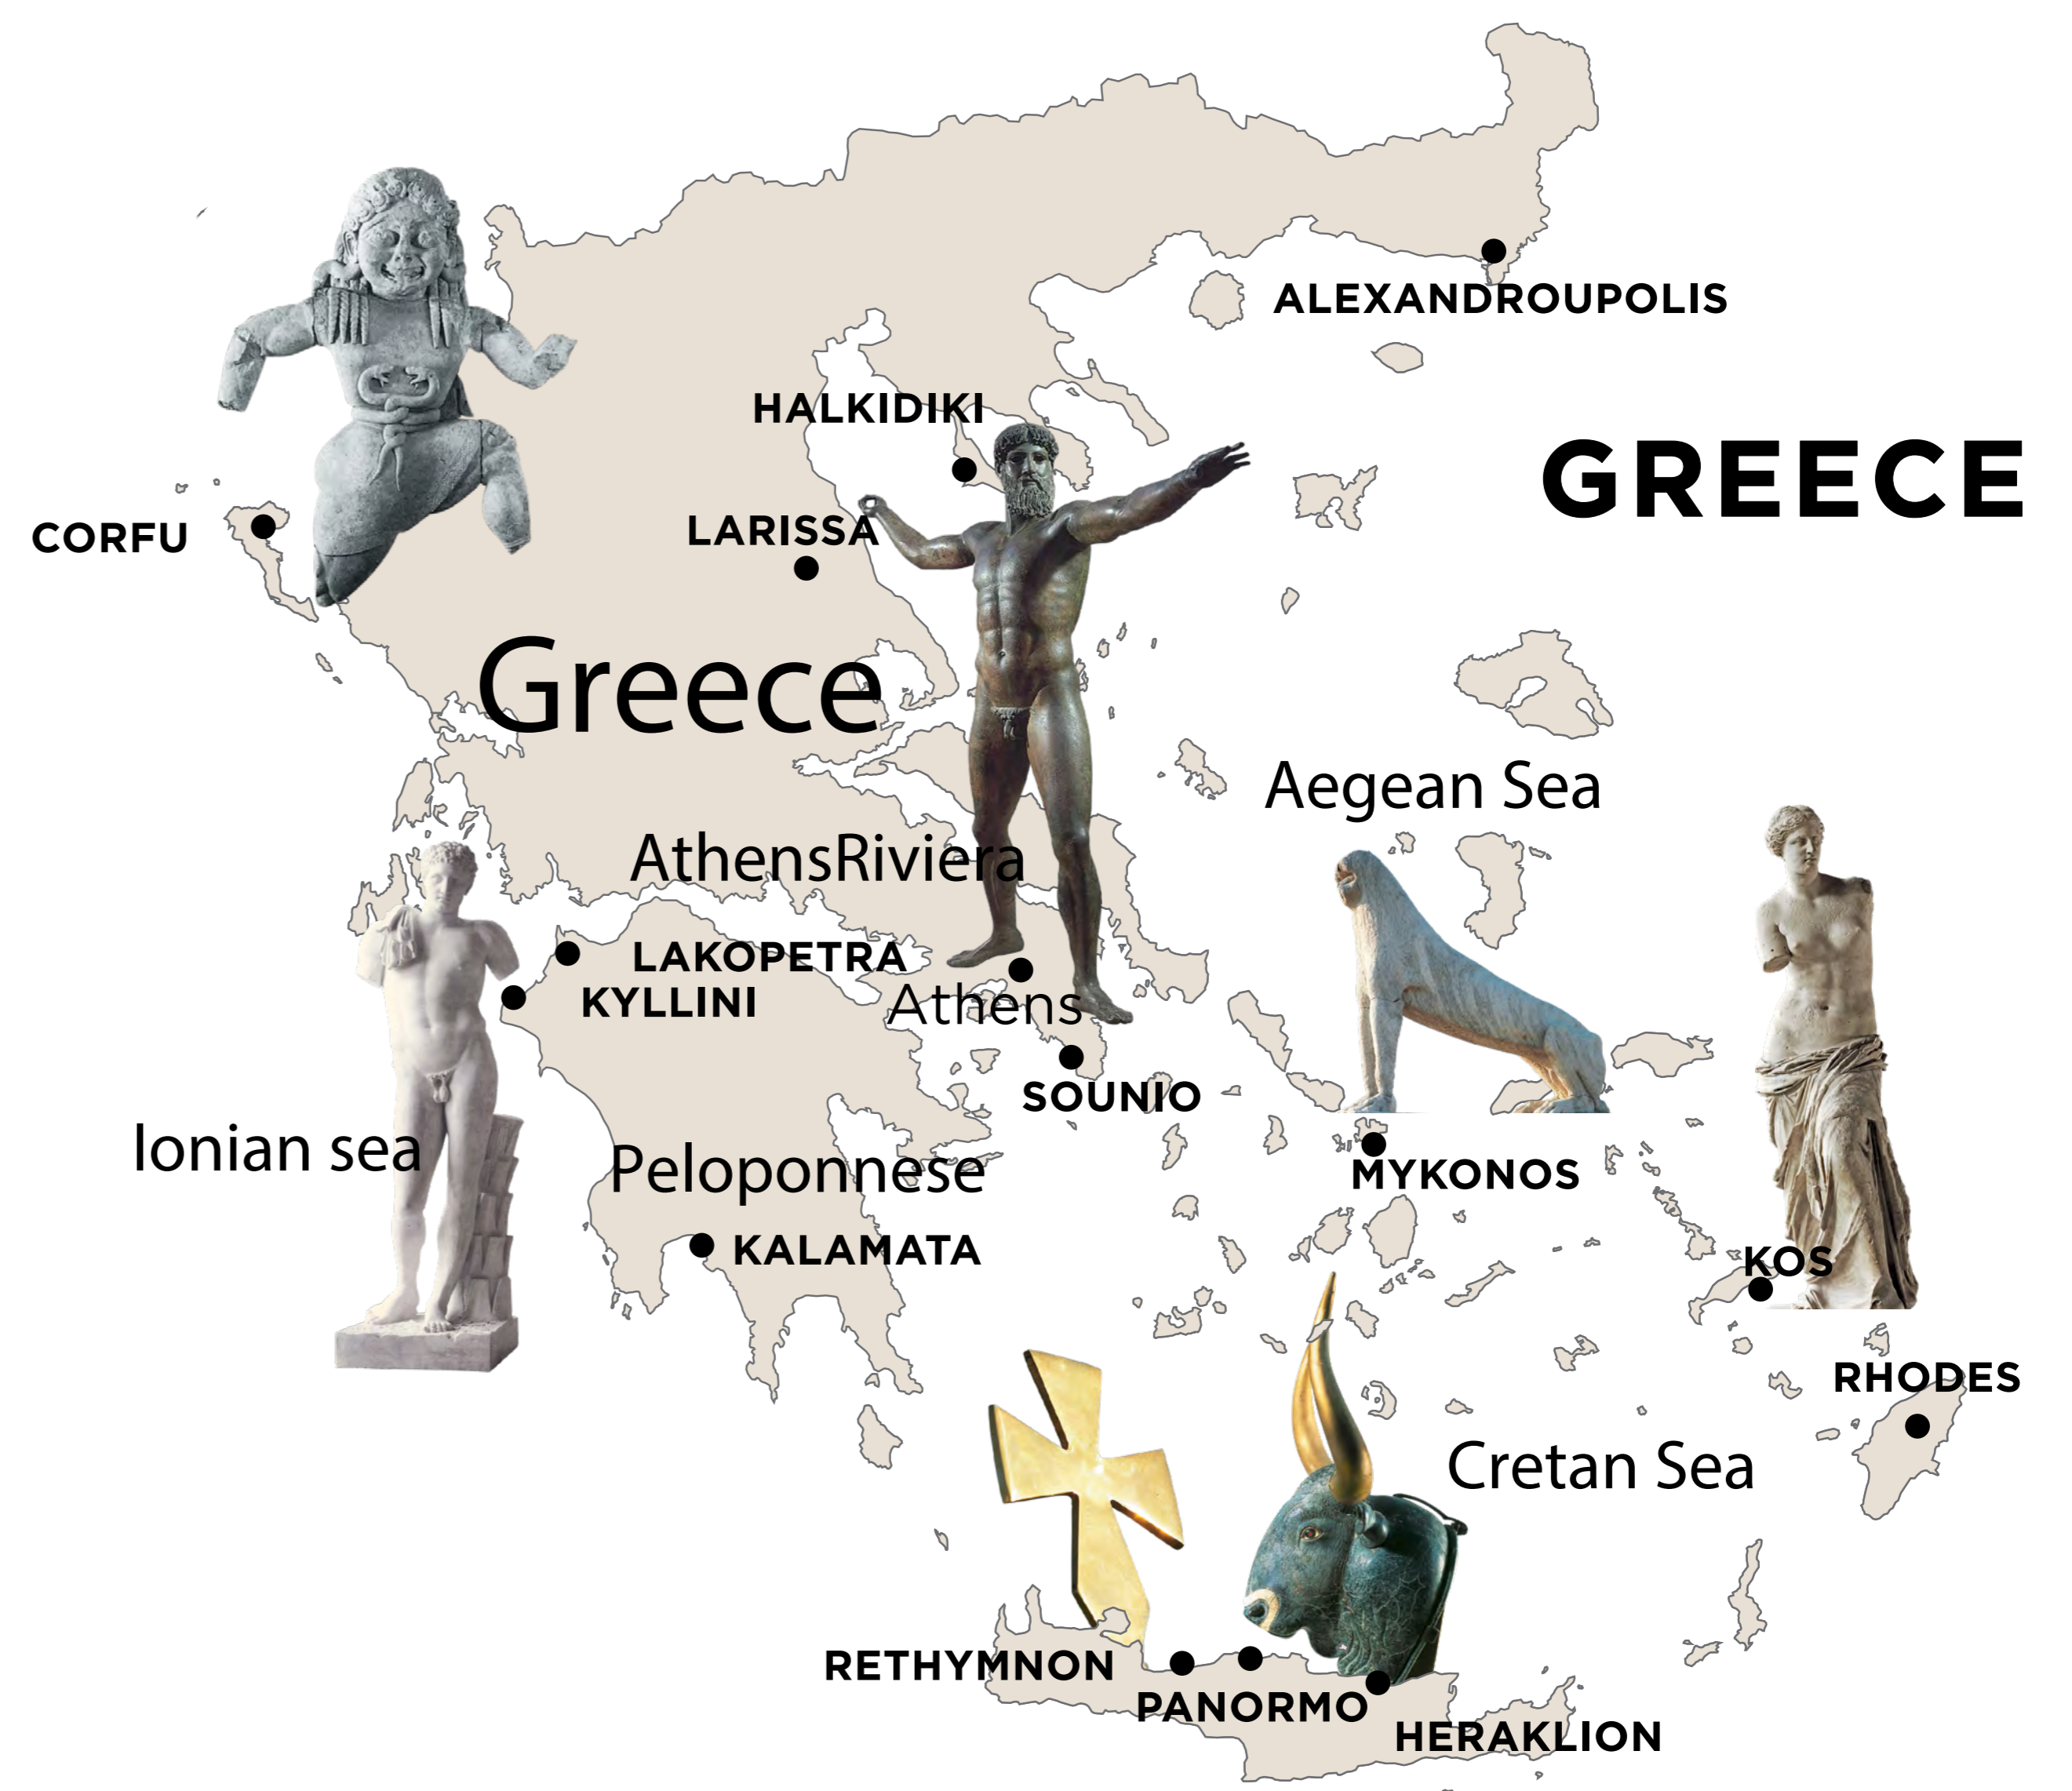 ALEXANDROUPOLIS
HALKIDIKI
GREECE
CORFU
LARISSA
Greece
Aegean Sea
AthensRiviera
LAKOPETRA
KYLLINI
Athens
SOUNIO
Ionian sea
Peloponnese
MYKONOS
KALAMATA
KOS
RHODES
Cretan Sea
RETHYMNON
PANORMO
HERAKLION